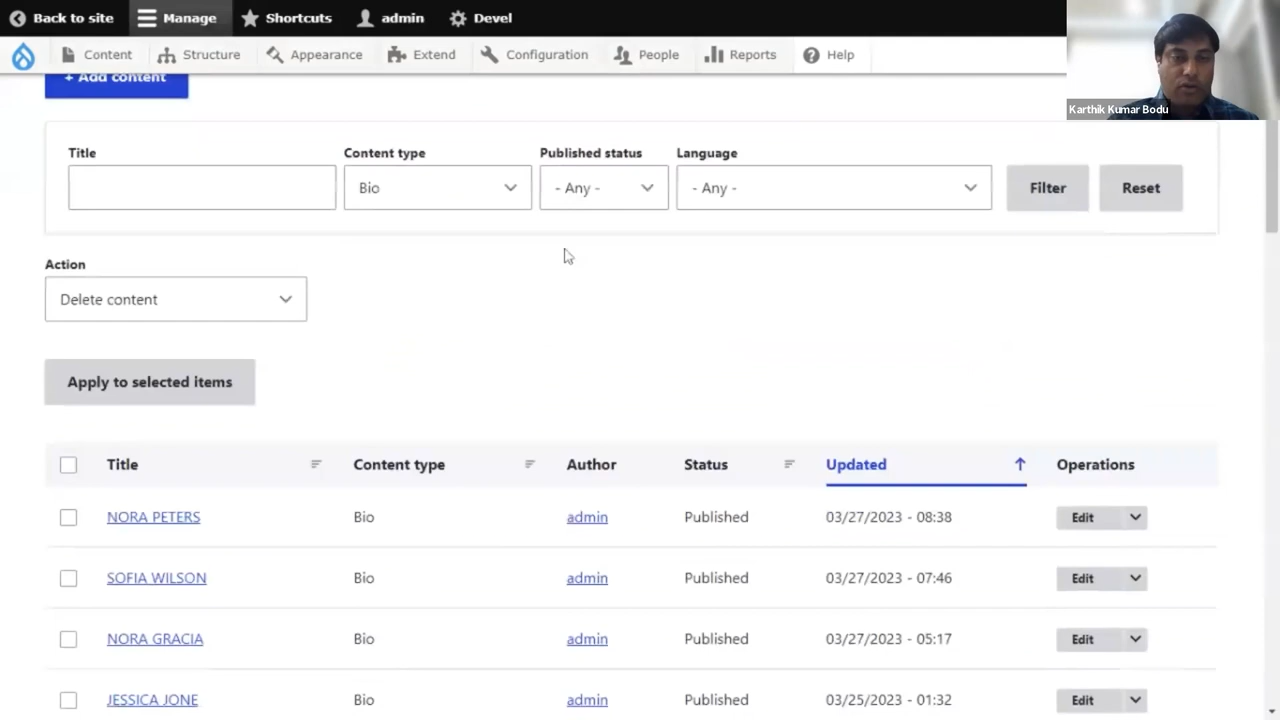 Back to site Manage Shortcuts admin Devel
Content Structure Appearance Extend Configuration People Reports Help
Karthik Kumar Bodu
+ Add content
Title Content type Published status Language
Bio - Any - - Any - Filter Reset
Action
Delete content
Apply to selected items
Title Content type Author Status Updated Operations
NORA PETERS Bio admin Published 03/27/2023 - 08:38 Edit
SOFIA WILSON Bio admin Published 03/27/2023 - 07:46 Edit
NORA GRACIA Bio admin Published 03/27/2023 - 05:17 Edit
JESSICA JONE Bio admin Published 03/25/2023 - 01:32 Edit